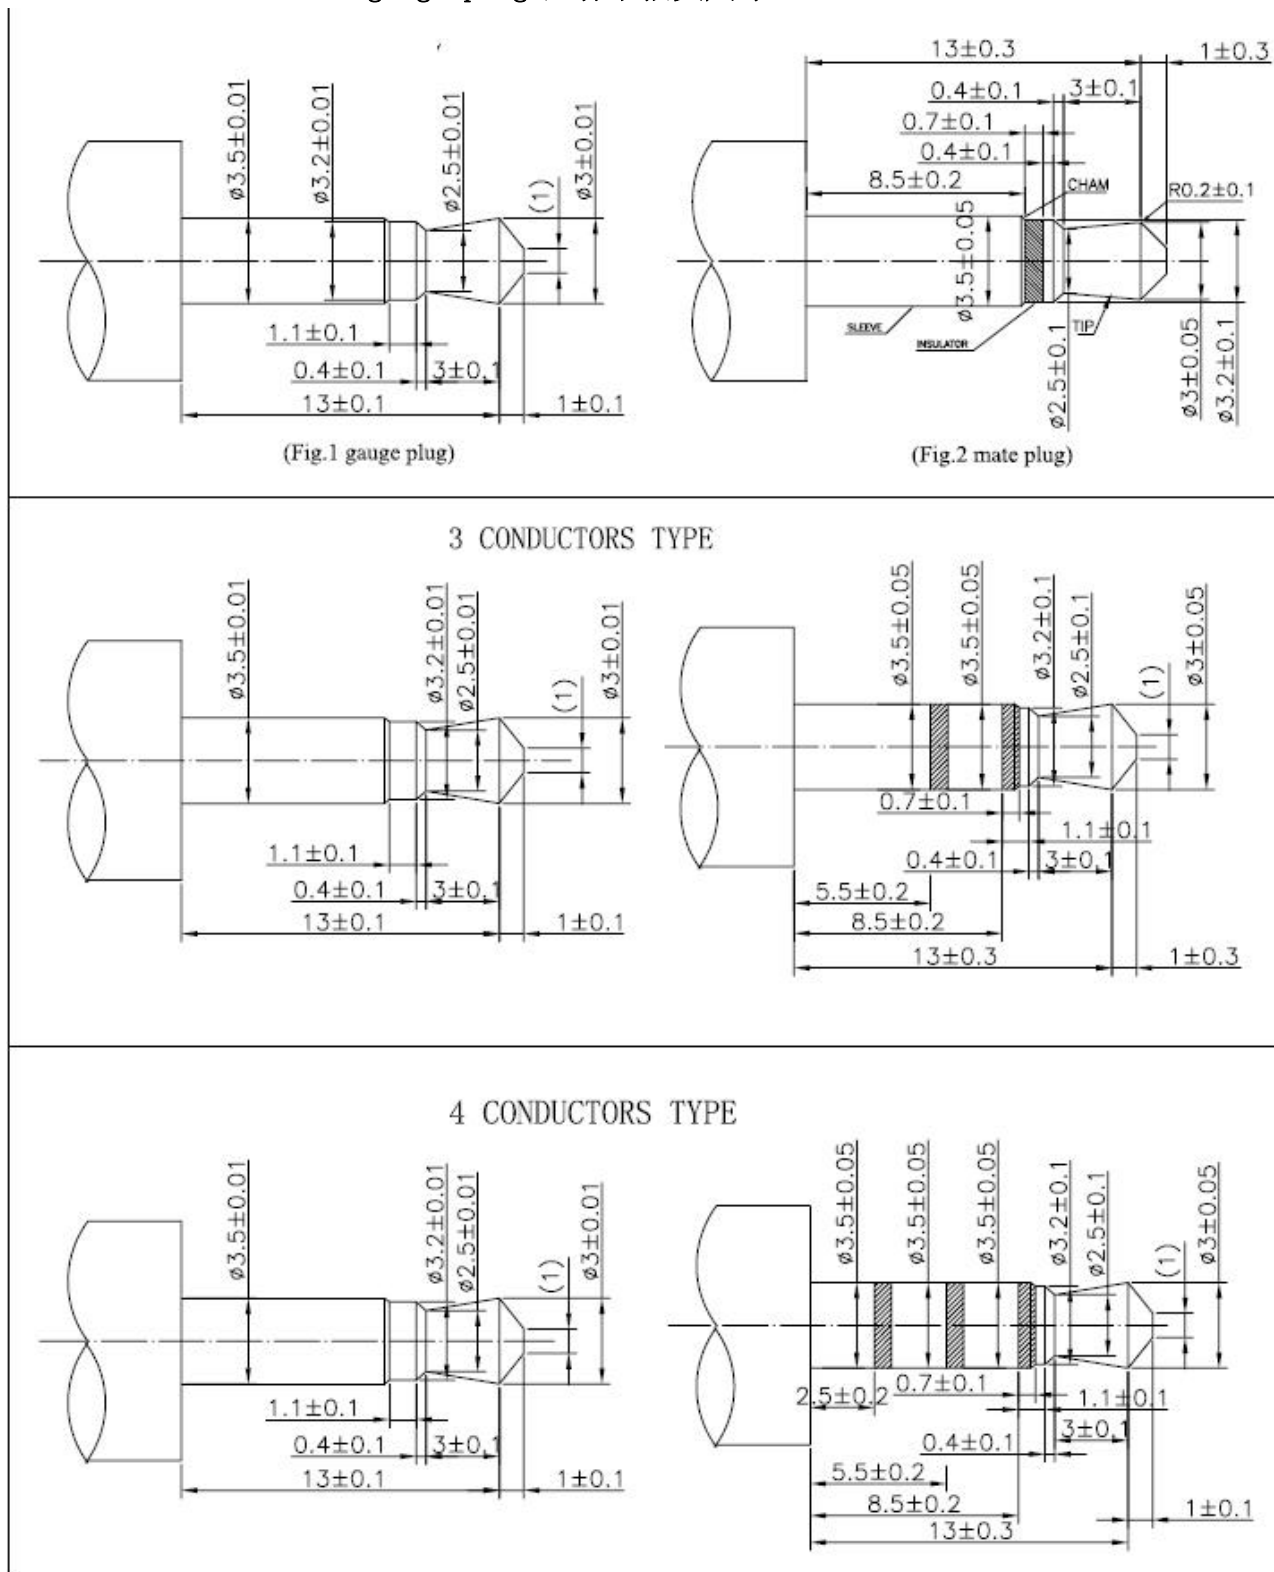 13±0.3
1±0.3
0.4±0.1
3±0.1
0.7±0.1
0.4±0.1
8.5±0.2
CHAM
R0.2±0.1
ø3.5±0.01
ø3.2±0.01
ø2.5±0.01
(1)
ø3±0.01
ø3.5±0.05
SLEEVE
INSULATOR
TIP
ø2.5±0.1
ø3±0.05
ø3.2±0.1
1.1±0.1
0.4±0.1
3±0.1
13±0.1
1±0.1
(Fig.1 gauge plug)
(Fig.2 mate plug)
3 CONDUCTORS TYPE
ø3.5±0.01
ø3.2±0.01
ø2.5±0.01
(1)
ø3±0.01
1.1±0.1
0.4±0.1
3±0.1
13±0.1
1±0.1
ø3.5±0.05
ø3.5±0.05
ø3.2±0.1
ø2.5±0.1
(1)
ø3±0.05
0.7±0.1
1.1±0.1
0.4±0.1
3±0.1
5.5±0.2
8.5±0.2
13±0.3
1±0.3
4 CONDUCTORS TYPE
ø3.5±0.01
ø3.2±0.01
ø2.5±0.01
(1)
ø3±0.01
1.1±0.1
0.4±0.1
3±0.1
13±0.1
1±0.1
ø3.5±0.05
ø3.5±0.05
ø3.5±0.05
ø3.2±0.1
ø2.5±0.1
(1)
ø3±0.05
2.5±0.2
0.7±0.1
1.1±0.1
3±0.1
0.4±0.1
5.5±0.2
8.5±0.2
1±0.1
13±0.3